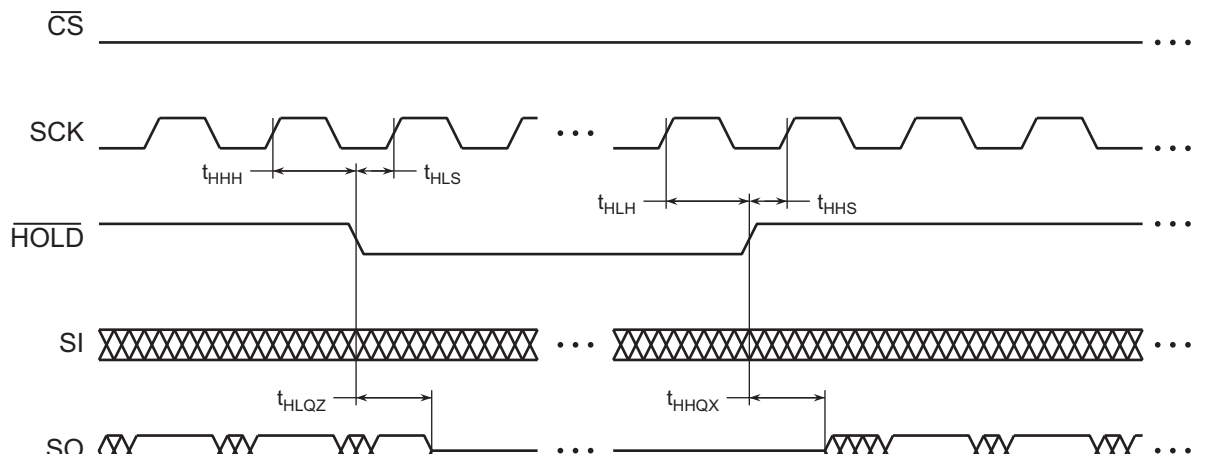 CS
SCK
tHHH
tHLS
tHLH
tHHS
HOLD
SI
tHLQZ
tHHQX
SO